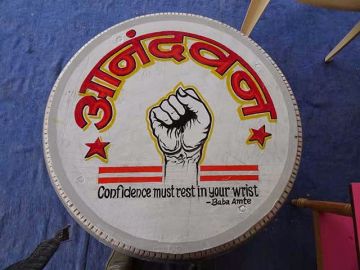 आनंदवन
Confidence must rest in your wrist
-Baba Amte